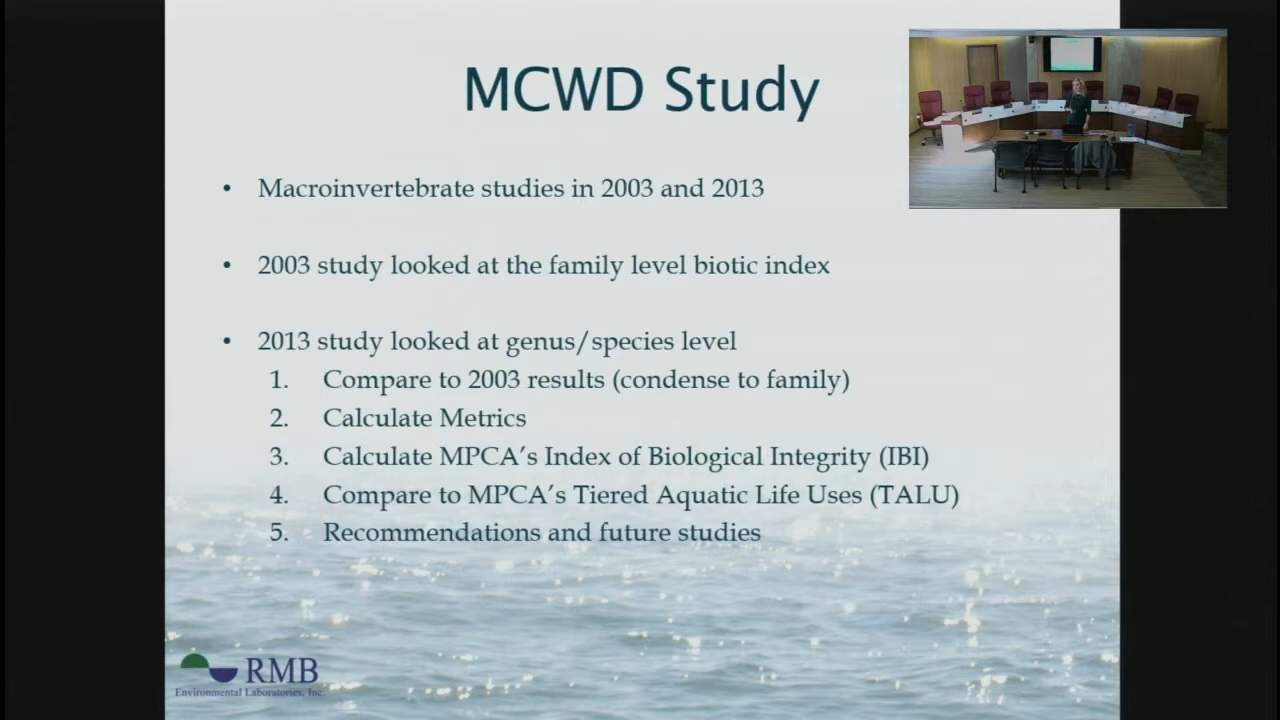 MCWD Study
• Macroinvertebrate studies in 2003 and 2013
• 2003 study looked at the family level biotic index
• 2013 study looked at genus/species level
1. Compare to 2003 results (condense to family)
2. Calculate Metrics
3. Calculate MPCA's Index of Biological Integrity (IBI)
4. Compare to MPCA's Tiered Aquatic Life Uses (TALU)
5. Recommendations and future studies
RMB
Environmental Laboratories, Inc.